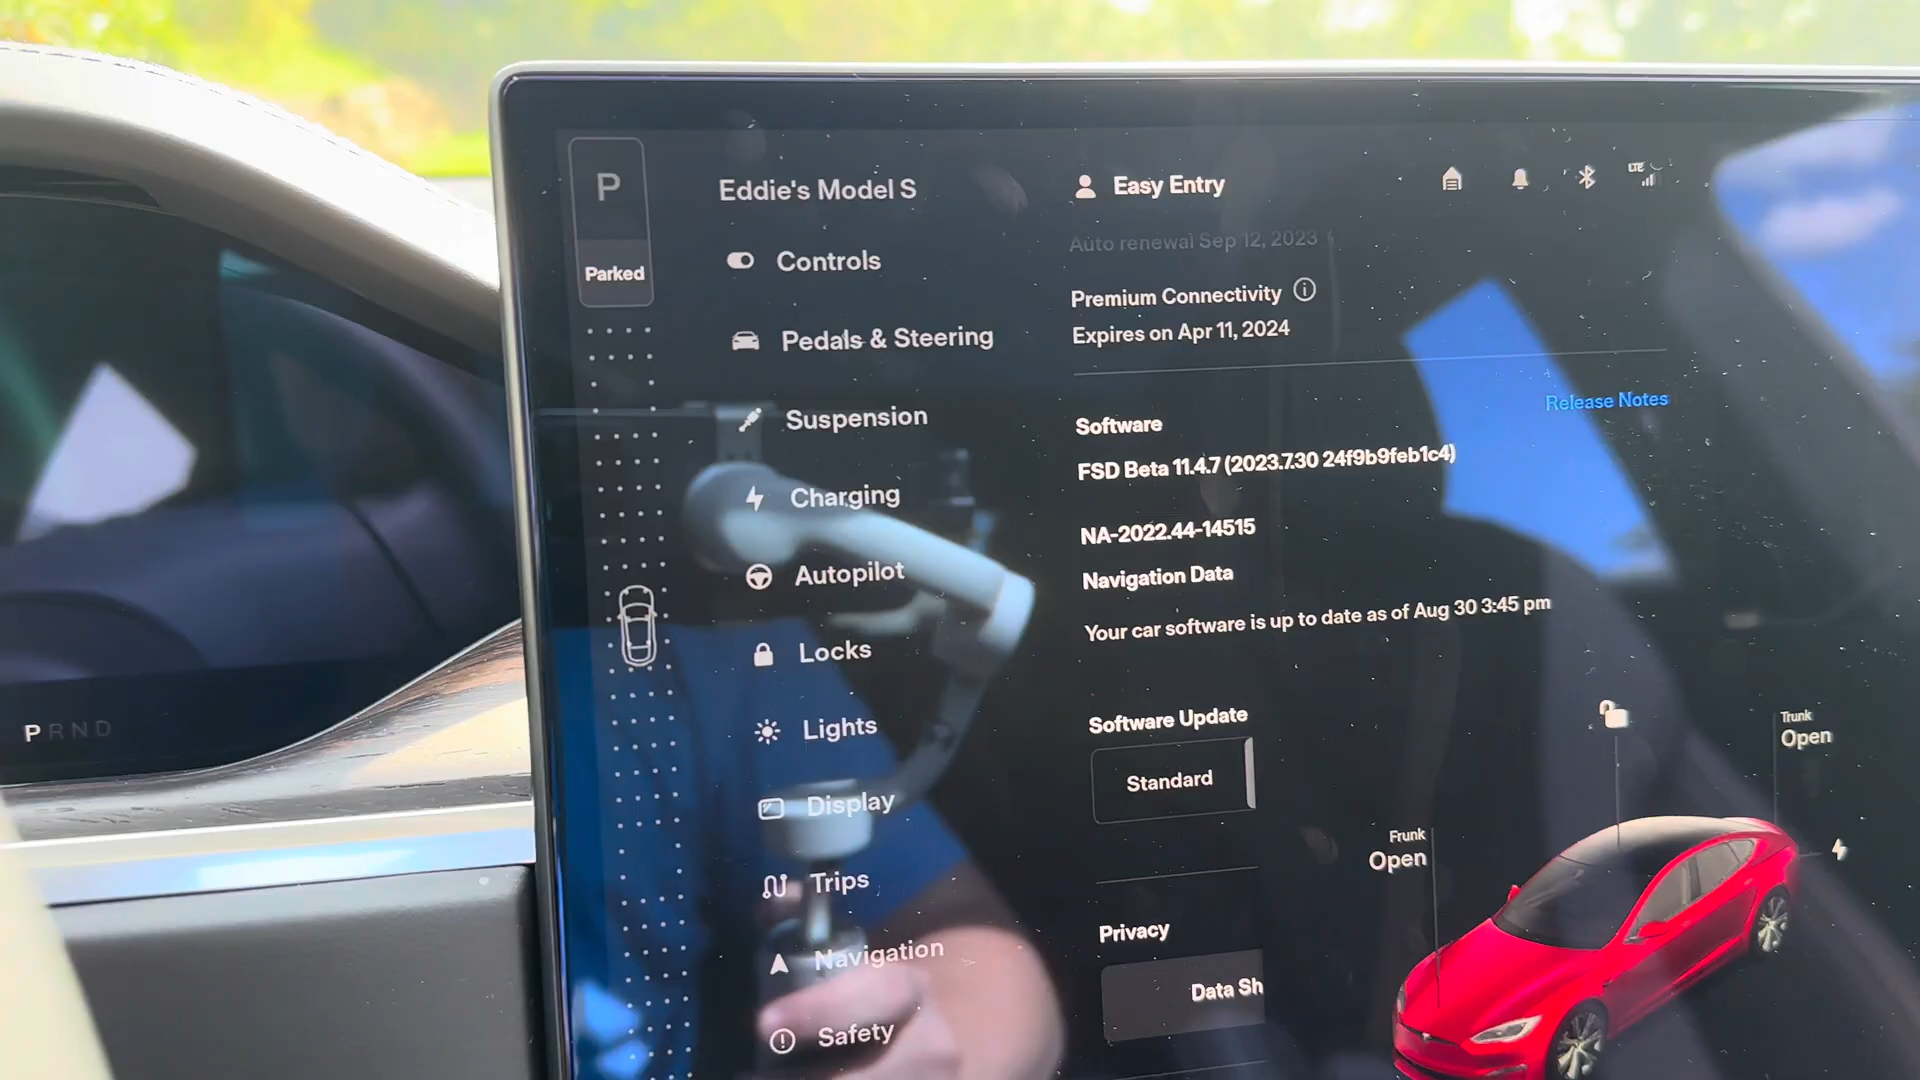 P
Parked
Eddie's Model S
Easy Entry
LTE
Auto renewal Sep 12, 2023
Premium Connectivity
Expires on Apr 11, 2024
Controls
Pedals & Steering
Suspension
Charging
Autopilot
Locks
Lights
Display
Trips
Navigation
Safety
Release Notes
Software
FSD Beta 11.4.7 (2023.7.30 24f9b9feb1c4)
NA-2022.44-14515
Navigation Data
Your car software is up to date as of Aug 30 3:45 pm
Software Update
Standard
Privacy
Data Sh
Trunk
Open
Frunk
Open
PRND